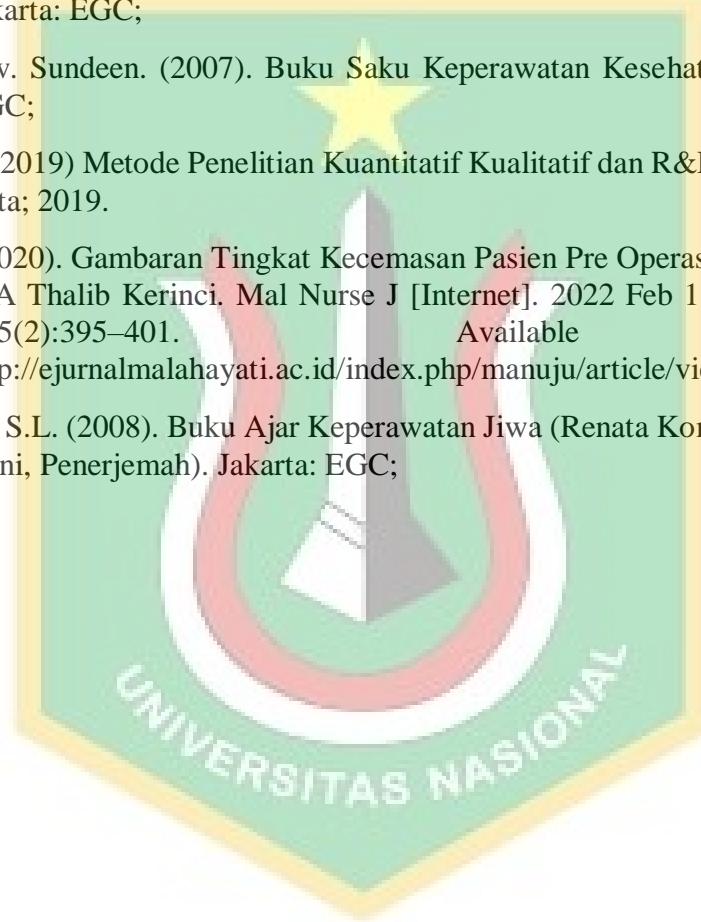 karta: EGC;
w. Sundeen. (2007). Buku Saku Keperawatan Kesehat
GC;
2019) Metode Penelitian Kuantitatif Kualitatif dan R&
ta; 2019.
020). Gambaran Tingkat Kecemasan Pasien Pre Operas
A Thalib Kerinci. Mal Nurse J [Internet]. 2022 Feb 1
5(2):395–401. Available
p://ejurnalmalahayati.ac.id/index.php/manuju/article/vi
S.L. (2008). Buku Ajar Keperawatan Jiwa (Renata Ko
ni, Penerjemah). Jakarta: EGC;
UNIVERSITAS NASIONAL